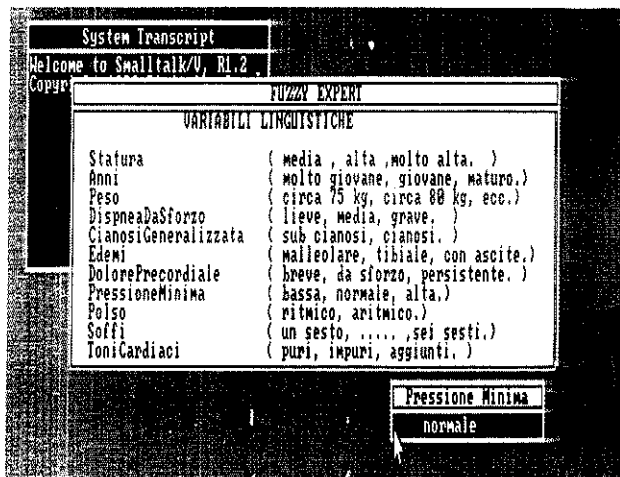 System Transcript
Welcome to Smalltalk/V, R1.2
Copyr
FUZZY EXPERT
VARIABILI LINGUISTICHE
Statura ( media , alta ,molto alta. )
Anni ( molto giovane, giovane, maturo.)
Peso ( circa 75 kg, circa 80 kg, ecc.)
DispneaDaSforzo ( lieve, media, grave. )
CianosiGeneralizzata ( sub cianosi, cianosi. )
Edemi ( malleolare, tibiale, con ascite.)
DolorePrecordiale ( breve, da sforzo, persistente. )
PressioneMinima ( bassa, normale, alta.)
Polso ( ritmico, aritmico.)
Soffi ( un sesto, ..... ,sei sesti.)
ToniCardiaci ( puri, impuri, aggiunti. )
Pressione Minima
normale